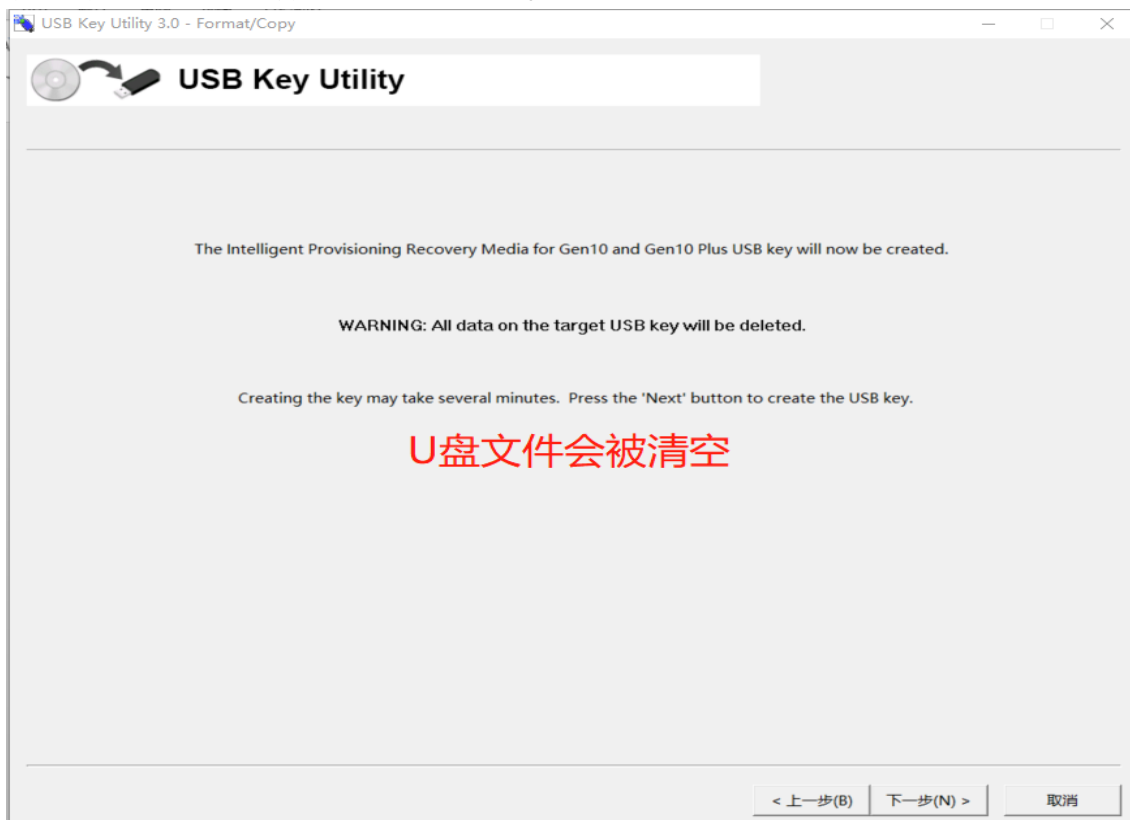 USB Key Utility 3.0 - Format/Copy
USB Key Utility
The Intelligent Provisioning Recovery Media for Gen10 and Gen10 Plus USB key will now be created.
WARNING: All data on the target USB key will be deleted.
Creating the key may take several minutes. Press the 'Next' button to create the USB key.
U盘文件会被清空
< 上一步(B)
下一步(N) >
取消